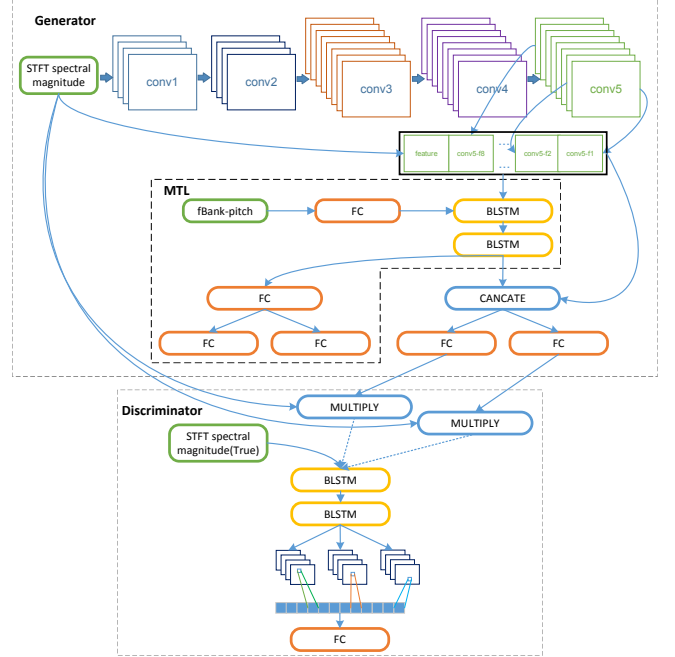 Generator
STFT spectral
magnitude
conv1
conv2
conv3
conv4
conv5
feature
conv5-f8
...
...
conv5-f2
conv5-f1
MTL
fBank-pitch
FC
BLSTM
BLSTM
FC
CANCATE
FC
FC
FC
FC
Discriminator
MULTIPLY
MULTIPLY
STFT spectral
magnitude(True)
BLSTM
BLSTM
FC